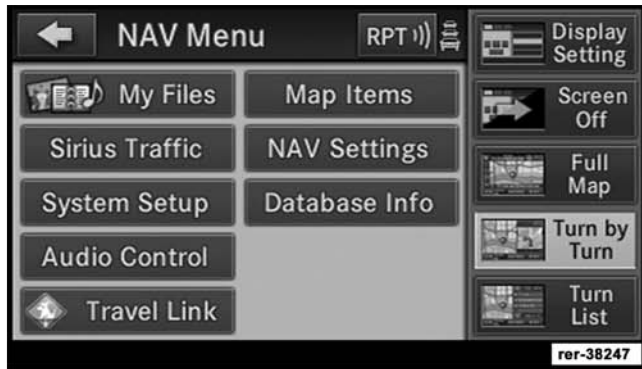 NAV Menu
RPT
My Files
Map Items
Sirius Traffic
NAV Settings
System Setup
Database Info
Audio Control
Travel Link
Display
Setting
Screen
Off
Full
Map
Turn by
Turn
Turn
List
rer-38247